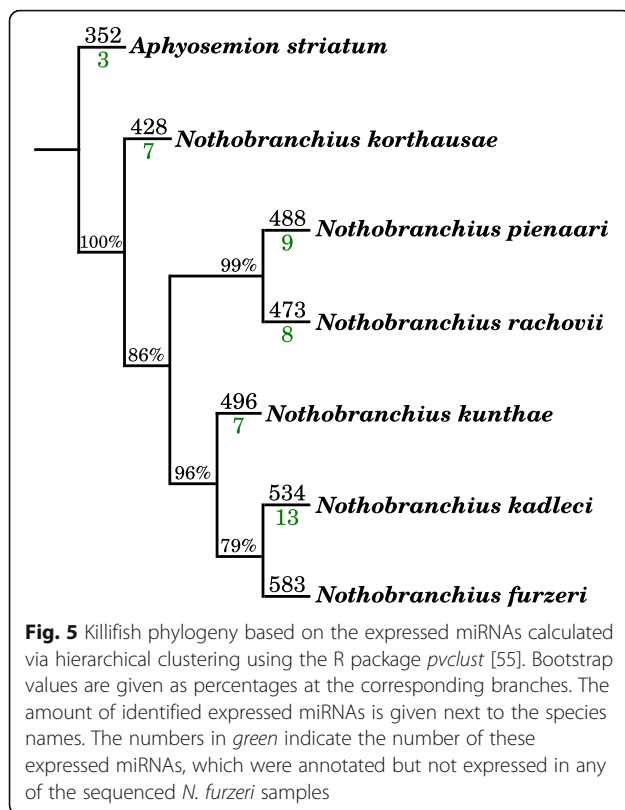 352
3
Aphyosemion striatum
428
7
Nothobranchius korthausae
100%
488
9
Nothobranchius pienaari
99%
473
8
Nothobranchius rachovii
86%
496
7
Nothobranchius kunthae
96%
534
13
Nothobranchius kadleci
79%
583
Nothobranchius furzeri
Fig. 5 Killifish phylogeny based on the expressed miRNAs calculated
via hierarchical clustering using the R package pvclust [55]. Bootstrap
values are given as percentages at the corresponding branches. The
amount of identified expressed miRNAs is given next to the species
names. The numbers in green indicate the number of these
expressed miRNAs, which were annotated but not expressed in any
of the sequenced N. furzeri samples